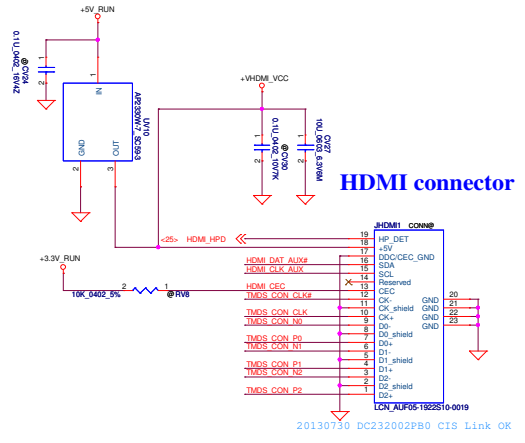 +5V_RUN
0.1U_0402_16V4Z
@CV24
1
2
1
IN
AP2330W-7_SC59-3
UV10
GND
OUT
2
3
+VHDMI_VCC
0.1U_0402_10V7K
@CV30
1
2
10U_0603_6.3V6M
CV27
1
2
HDMI connector
JHDMI1 CONN@
<25> HDMI_HPD
19 HP_DET
18 +5V
17 DDC/CEC_GND
HDMI_DAT_AUX# 16 SDA
HDMI_CLK_AUX 15 SCL
14 Reserved
+3.3V_RUN
2 1 HDMI_CEC 13 CEC
10K_0402_5% @RV8
TMDS_CON_CLK# 12 CK- GND 20
11 CK_shield GND 21
TMDS_CON_CLK 10 CK+ GND 22
TMDS_CON_N0 9 D0- GND 23
8 D0_shield
TMDS_CON_P0 7 D0+
TMDS_CON_N1 6 D1-
5 D1_shield
TMDS_CON_P1 4 D1+
TMDS_CON_N2 3 D2-
2 D2_shield
TMDS_CON_P2 1 D2+
LCN_AUF05-1922S10-0019
20130730 DC232002PB0 CIS Link OK